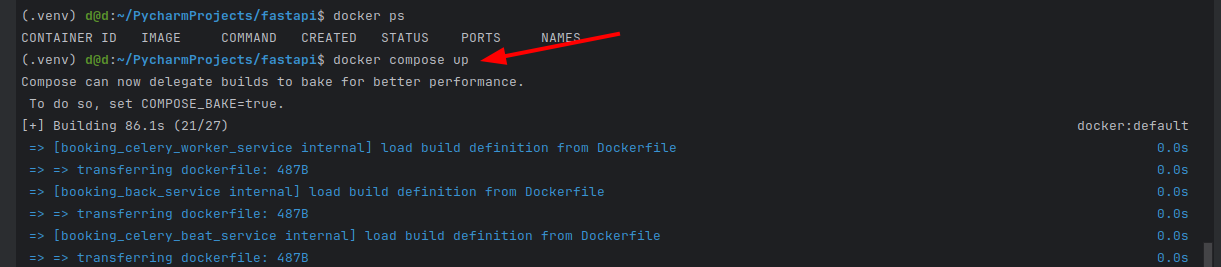 (.venv) d@d:~/PycharmProjects/fastapi$ docker ps
CONTAINER ID   IMAGE     COMMAND   CREATED   STATUS    PORTS     NAMES
(.venv) d@d:~/PycharmProjects/fastapi$ docker compose up
Compose can now delegate builds to bake for better performance.
 To do so, set COMPOSE_BAKE=true.
[+] Building 86.1s (21/27) docker:default
 => [booking_celery_worker_service internal] load build definition from Dockerfile 0.0s
 => => transferring dockerfile: 487B 0.0s
 => [booking_back_service internal] load build definition from Dockerfile 0.0s
 => => transferring dockerfile: 487B 0.0s
 => [booking_celery_beat_service internal] load build definition from Dockerfile 0.0s
 => => transferring dockerfile: 487B 0.0s